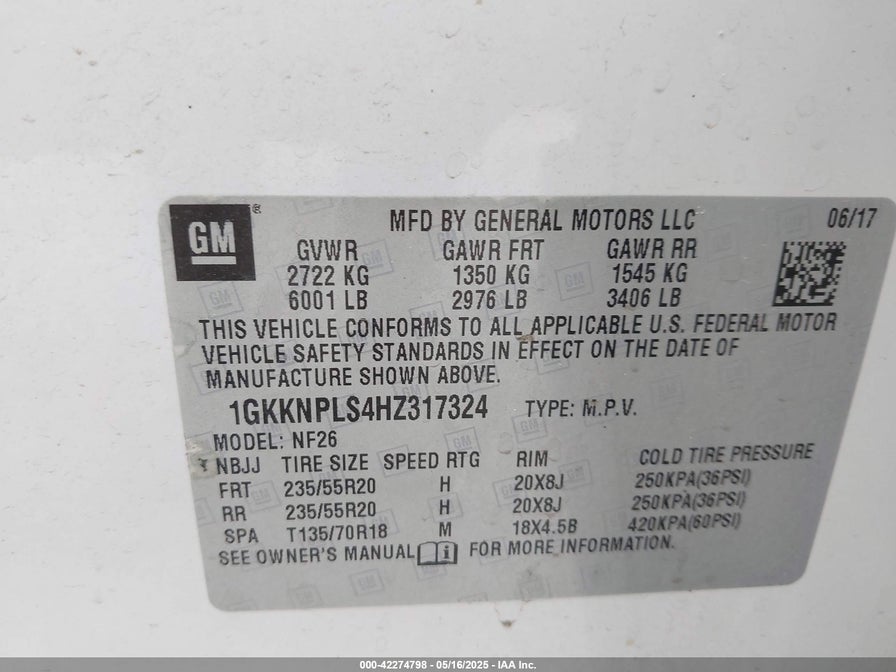 GM®
MFD BY GENERAL MOTORS LLC 06/17
GVWR GAWR FRT GAWR RR
2722 KG 1350 KG 1545 KG
6001 LB 2976 LB 3406 LB
THIS VEHICLE CONFORMS TO ALL APPLICABLE U.S. FEDERAL MOTOR
VEHICLE SAFETY STANDARDS IN EFFECT ON THE DATE OF
MANUFACTURE SHOWN ABOVE.
1GKKNPLS4HZ317324 TYPE: M.P.V.
MODEL: NF26
NBJJ TIRE SIZE SPEED RTG RIM COLD TIRE PRESSURE
FRT 235/55R20 H 20X8J 250KPA(36PSI)
RR 235/55R20 H 20X8J 250KPA(36PSI)
SPA T135/70R18 M 18X4.5B 420KPA(60PSI)
SEE OWNER'S MANUAL i FOR MORE INFORMATION.
000-42274798 - 05/16/2025 - IAA Inc.